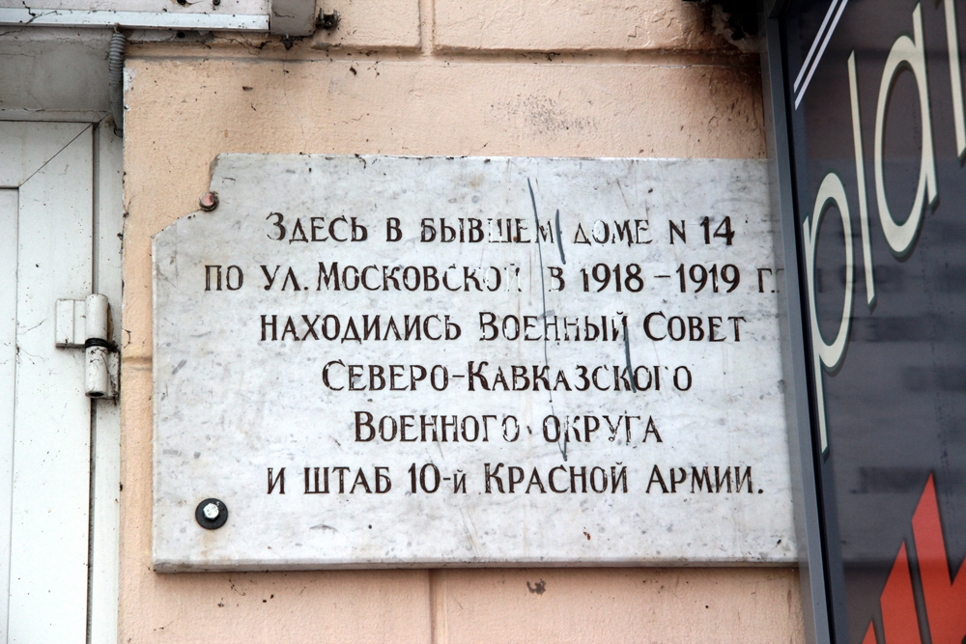 Здесь в бывшем доме N 14
по ул. Московской в 1918 – 1919 гг
находились Военный Совет
Северо-Кавказского
Военного округа
и штаб 10-й Красной Армии.